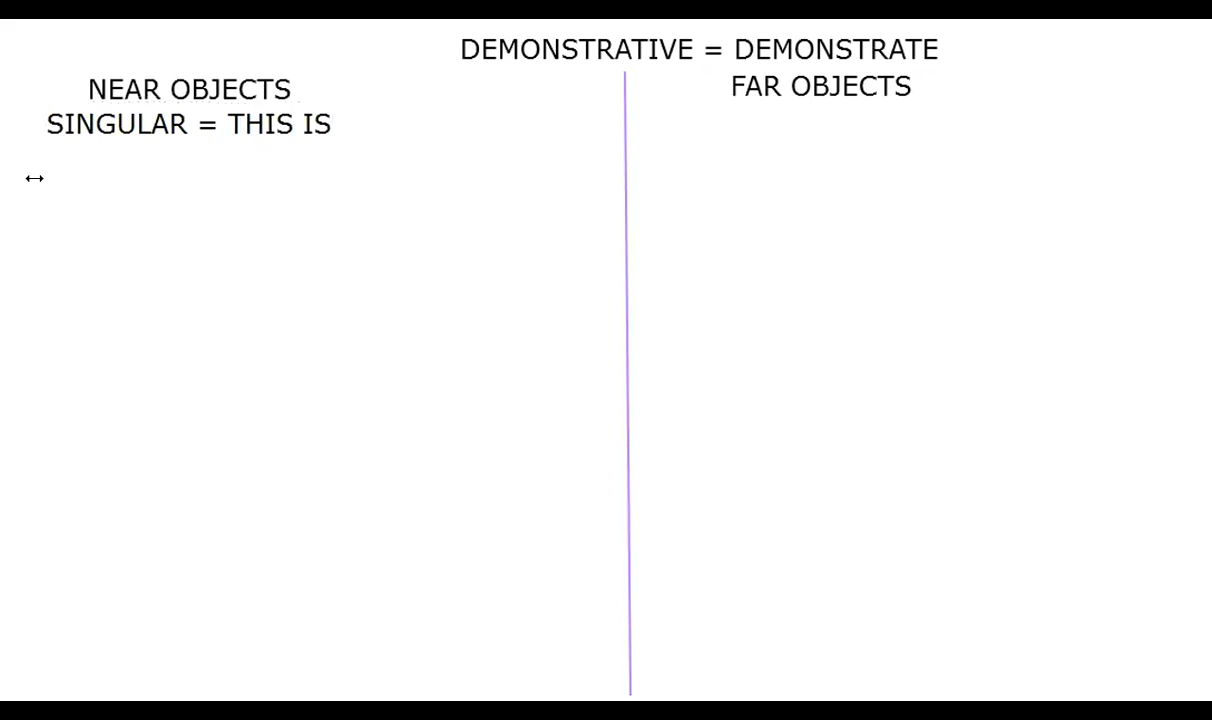 DEMONSTRATIVE = DEMONSTRATE
NEAR OBJECTS
SINGULAR = THIS IS
FAR OBJECTS